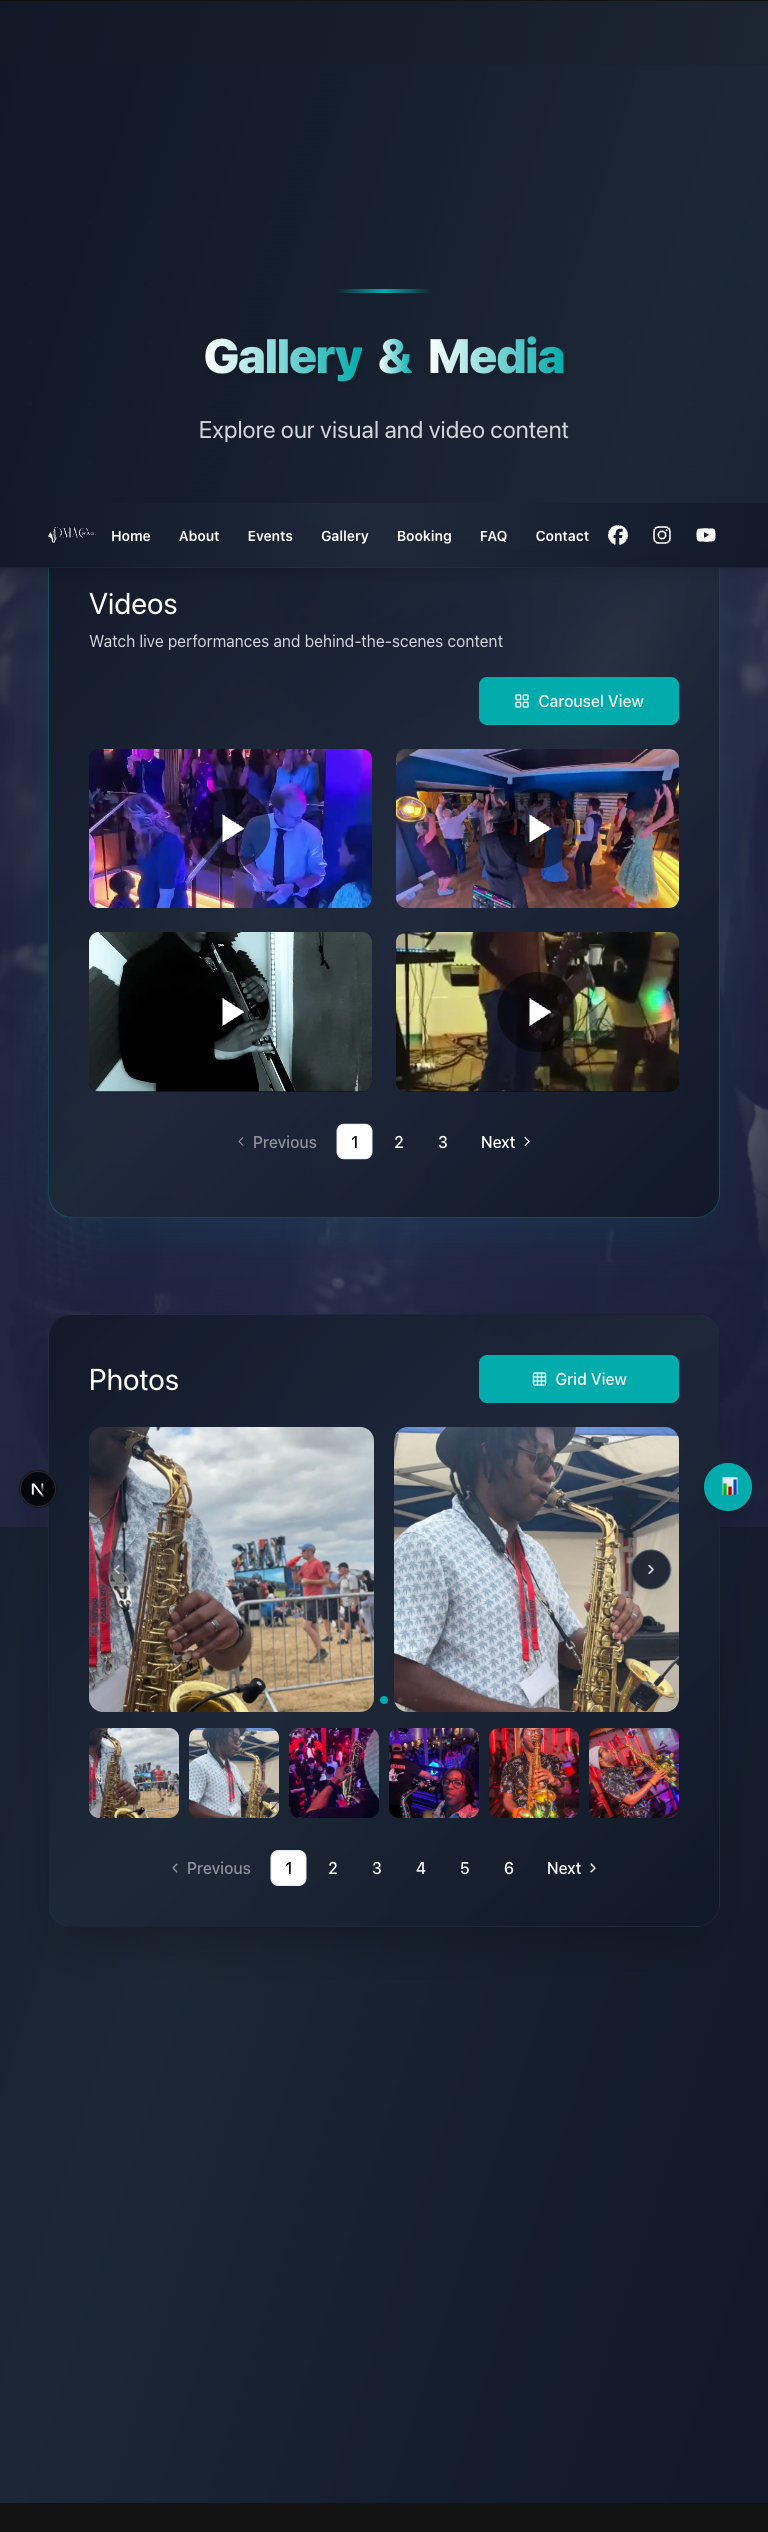 Gallery & Media
Explore our visual and video content
Home About Events Gallery Booking FAQ Contact
Videos
Watch live performances and behind-the-scenes content
Carousel View
Previous 1 2 3 Next
Photos
Grid View
N
Previous 1 2 3 4 5 6 Next